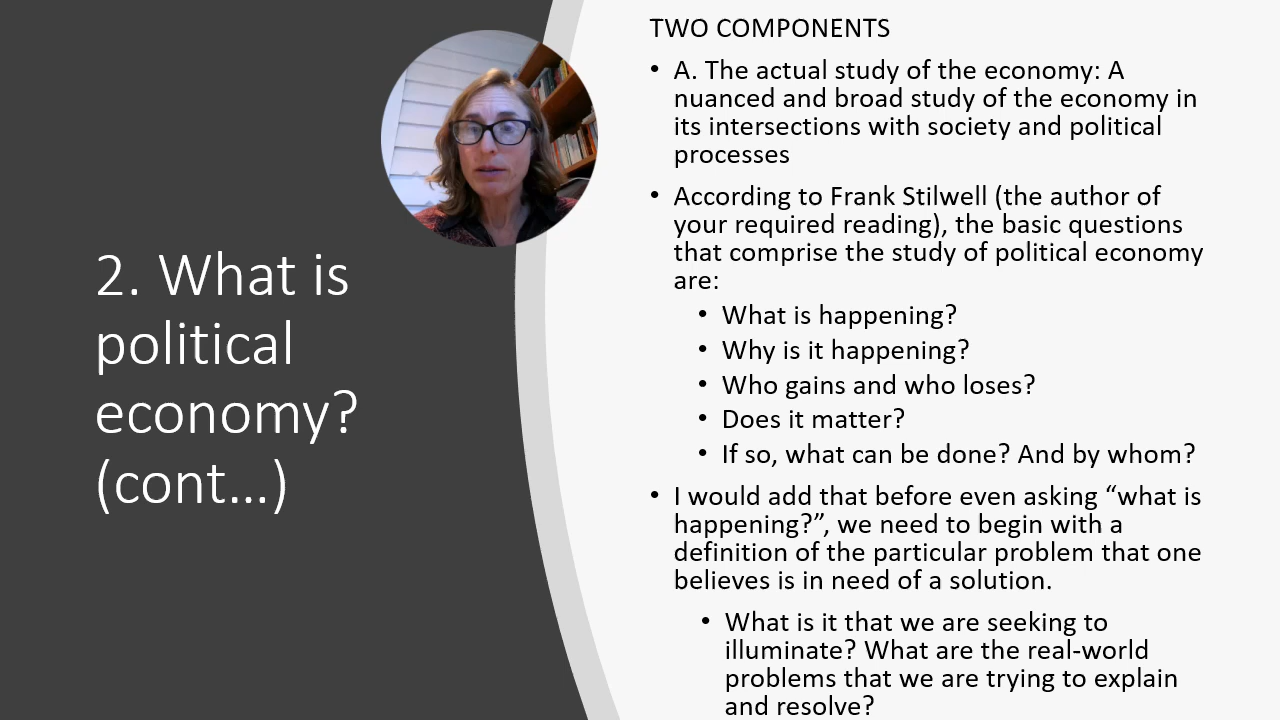 2. What is
political
economy?
(cont…)
TWO COMPONENTS
• A. The actual study of the economy: A
nuanced and broad study of the economy in
its intersections with society and political
processes
• According to Frank Stilwell (the author of
your required reading), the basic questions
that comprise the study of political economy
are:
• What is happening?
• Why is it happening?
• Who gains and who loses?
• Does it matter?
• If so, what can be done? And by whom?
• I would add that before even asking “what is
happening?”, we need to begin with a
definition of the particular problem that one
believes is in need of a solution.
• What is it that we are seeking to
illuminate? What are the real-world
problems that we are trying to explain
and resolve?